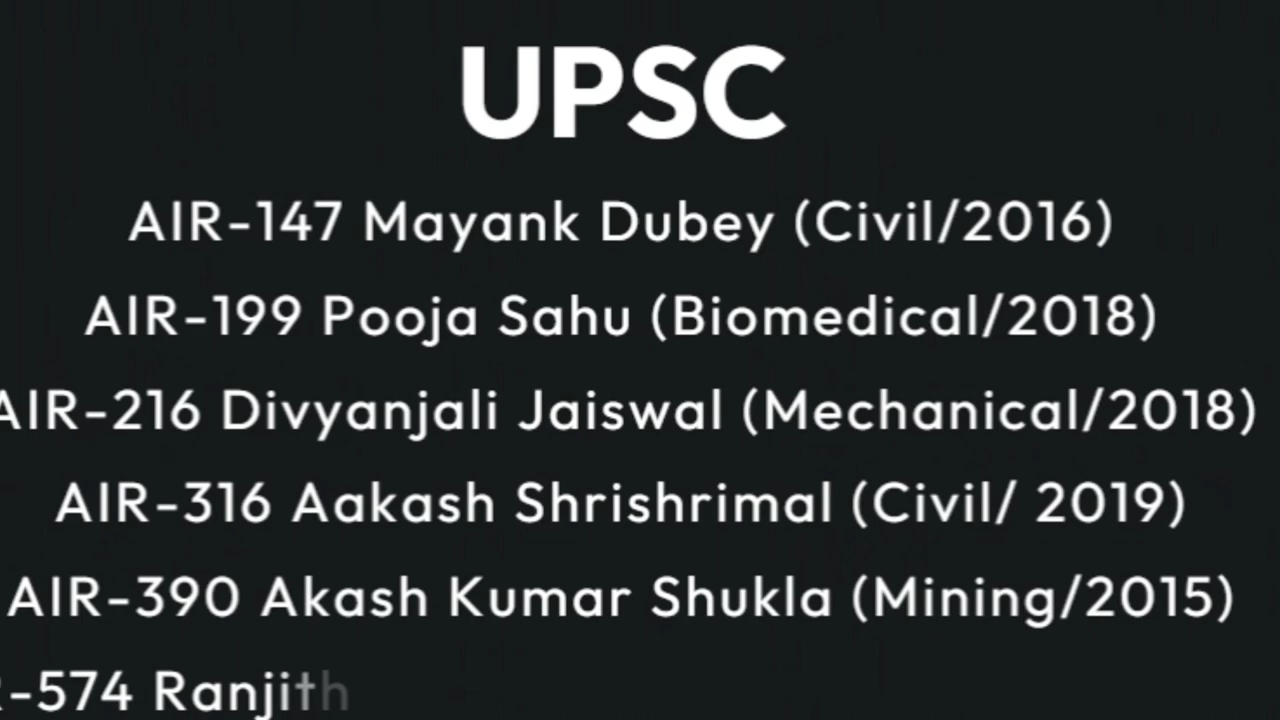 UPSC
AIR-147 Mayank Dubey (Civil/2016)
AIR-199 Pooja Sahu (Biomedical/2018)
AIR-216 Divyanjali Jaiswal (Mechanical/2018)
AIR-316 Aakash Shrishrimal (Civil/ 2019)
AIR-390 Akash Kumar Shukla (Mining/2015)
R-574 Ranjith